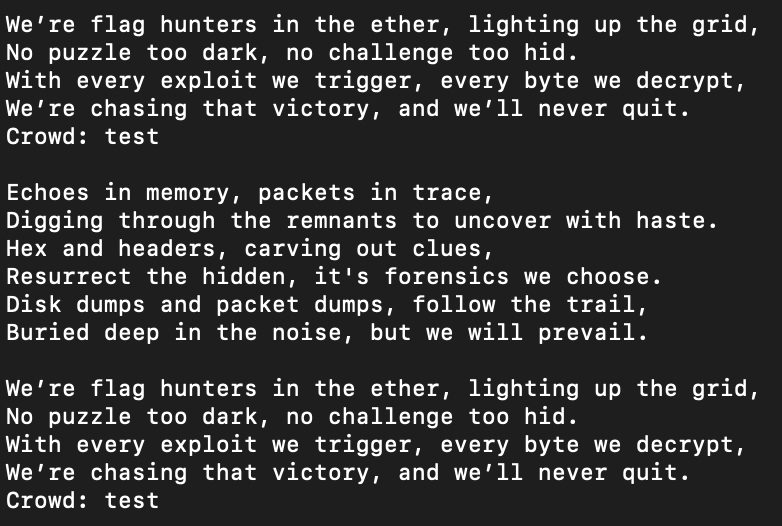 We’re flag hunters in the ether, lighting up the grid,
No puzzle too dark, no challenge too hid.
With every exploit we trigger, every byte we decrypt,
We’re chasing that victory, and we’ll never quit.
Crowd: test

Echoes in memory, packets in trace,
Digging through the remnants to uncover with haste.
Hex and headers, carving out clues,
Resurrect the hidden, it's forensics we choose.
Disk dumps and packet dumps, follow the trail,
Buried deep in the noise, but we will prevail.

We’re flag hunters in the ether, lighting up the grid,
No puzzle too dark, no challenge too hid.
With every exploit we trigger, every byte we decrypt,
We’re chasing that victory, and we’ll never quit.
Crowd: test